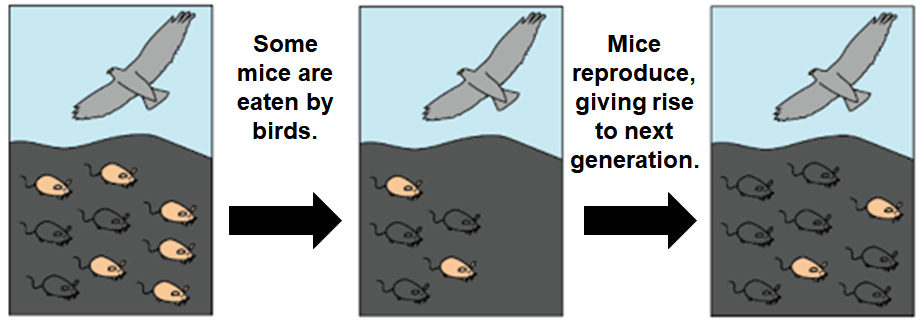 Some
mice are
eaten by
birds.
Mice
reproduce,
giving rise
to next
generation.